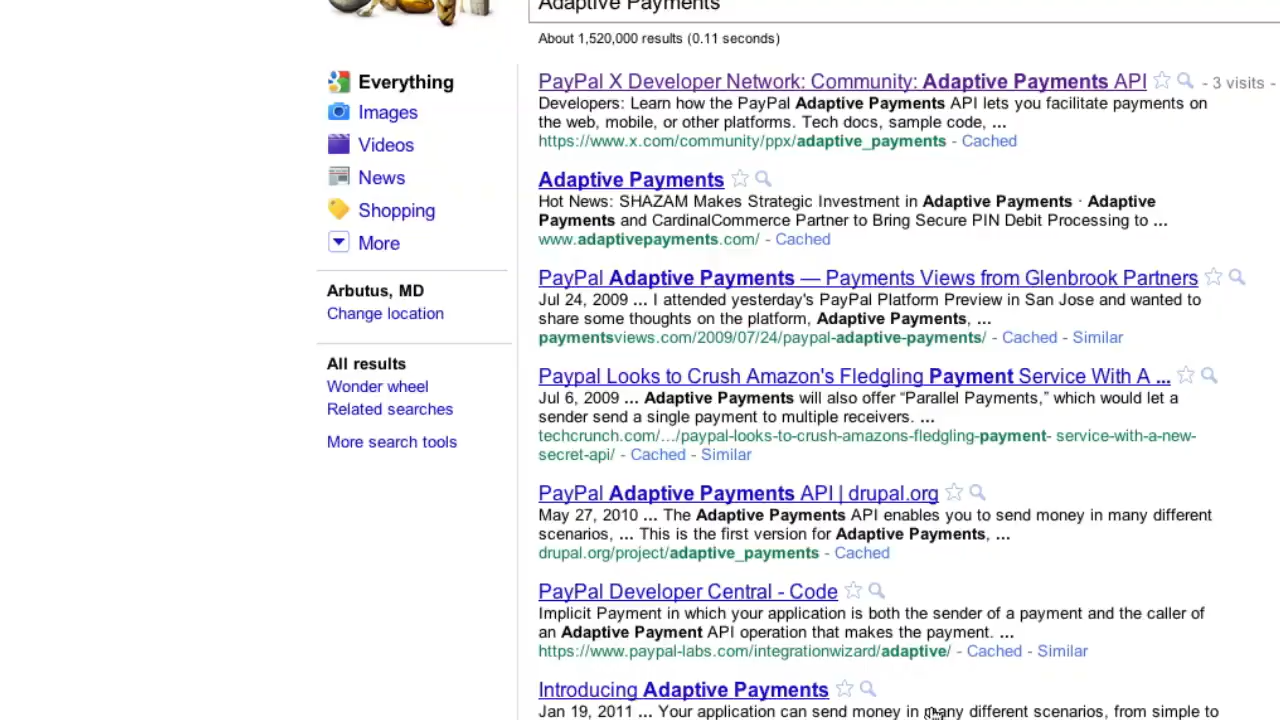 Adaptive Payments
About 1,520,000 results (0.11 seconds)
Everything
Images
Videos
News
Shopping
More
Arbutus, MD
Change location
All results
Wonder wheel
Related searches
More search tools
PayPal X Developer Network: Community: Adaptive Payments API - 3 visits -
Developers: Learn how the PayPal Adaptive Payments API lets you facilitate payments on
the web, mobile, or other platforms. Tech docs, sample code, ...
https://www.x.com/community/ppx/adaptive_payments - Cached
Adaptive Payments
Hot News: SHAZAM Makes Strategic Investment in Adaptive Payments · Adaptive
Payments and CardinalCommerce Partner to Bring Secure PIN Debit Processing to ...
www.adaptivepayments.com/ - Cached
PayPal Adaptive Payments — Payments Views from Glenbrook Partners
Jul 24, 2009 ... I attended yesterday's PayPal Platform Preview in San Jose and wanted to
share some thoughts on the platform, Adaptive Payments, ...
paymentsviews.com/2009/07/24/paypal-adaptive-payments/ - Cached - Similar
Paypal Looks to Crush Amazon's Fledgling Payment Service With A ...
Jul 6, 2009 ... Adaptive Payments will also offer “Parallel Payments,” which would let a
sender send a single payment to multiple receivers. ...
techcrunch.com/.../paypal-looks-to-crush-amazons-fledgling-payment- service-with-a-new-
secret-api/ - Cached - Similar
PayPal Adaptive Payments API | drupal.org
May 27, 2010 ... The Adaptive Payments API enables you to send money in many different
scenarios, ... This is the first version for Adaptive Payments, ...
drupal.org/project/adaptive_payments - Cached
PayPal Developer Central - Code
Implicit Payment in which your application is both the sender of a payment and the caller of
an Adaptive Payment API operation that makes the payment. ...
https://www.paypal-labs.com/integrationwizard/adaptive/ - Cached - Similar
Introducing Adaptive Payments
Jan 19, 2011 ... Your application can send money in many different scenarios, from simple to